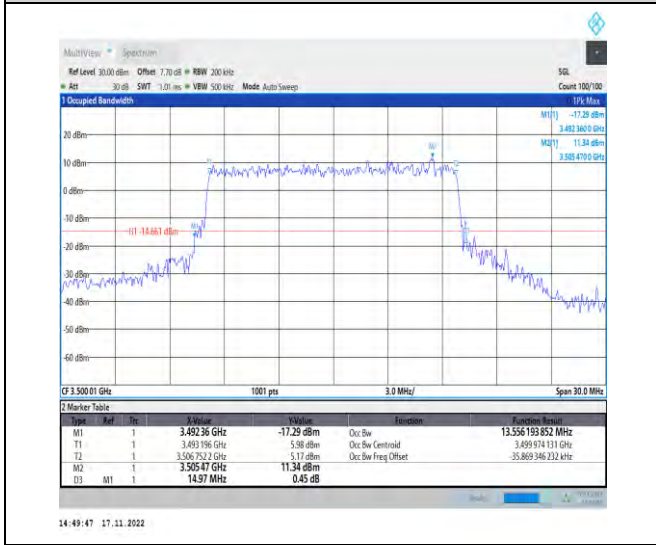 MultiView Spectrum
Ref Level 30.00 dBm Offset 7.70 dB RBW 200 kHz SGL
Att 30 dB SWT 1.01 ms VBW 500 kHz Mode Auto Sweep Count 100/100
1 Occupied Bandwidth 1Pk Max
M1[1] -17.29 dBm
3.492 360 0 GHz
M2[1] 11.34 dBm
3.505 470 0 GHz
20 dBm
10 dBm
0 dBm
-10 dBm
H1 -14.661 dBm
M1
T1
M2
T2
-30 dBm
-40 dBm
-50 dBm
-60 dBm
CF 3.500 01 GHz 1001 pts 3.0 MHz/ Span 30.0 MHz
2 Marker Table
Type Ref Trc X-Value Y-Value Function Function Result
M1 1 3.492 36 GHz -17.29 dBm Occ Bw 13.556 193 852 MHz
T1 1 3.493 196 GHz 5.98 dBm Occ Bw Centroid 3.499 974 131 GHz
T2 1 3.506 752 2 GHz 5.17 dBm Occ Bw Freq Offset -35.869 346 232 kHz
M2 1 3.505 47 GHz 11.34 dBm
D3 M1 1 14.97 MHz 0.45 dB
14:49:47 17.11.2022